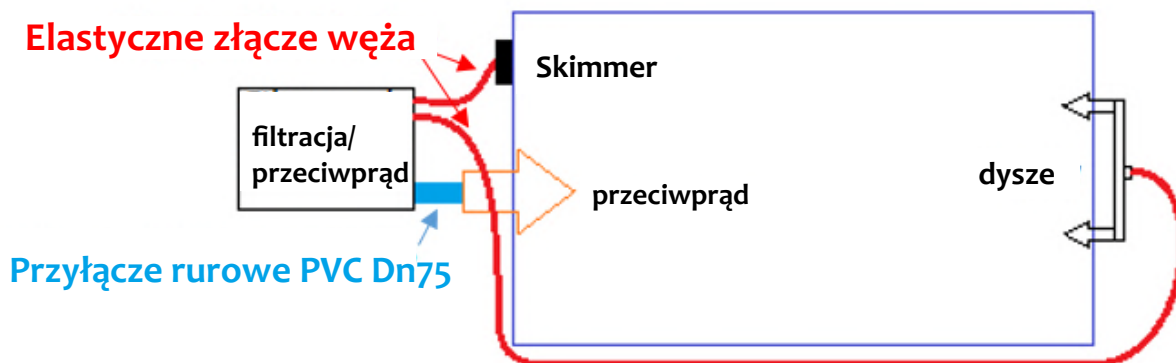 Elastyczne złącze węża
Skimmer
filtracja/
przeciwprąd
przeciwprąd
dysze
Przyłącze rurowe PVC Dn75